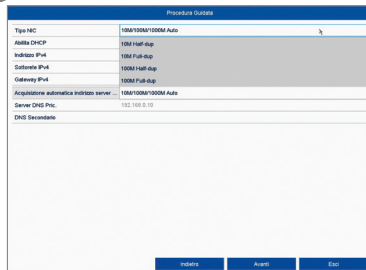 Procedura Guidata
Tipo NIC 10M/100M/1000M Auto
Abilita DHCP 10M Half-dup
Indirizzo IPv4 10M Full-dup
Sottorete IPv4 100M Half-dup
Gateway IPv4 100M Full-dup
Acquisizione automatica indirizzo server ... 10M/100M/1000M Auto
Server DNS Pric. 192.168.0.10
DNS Secondario
Indietro Avanti Esci